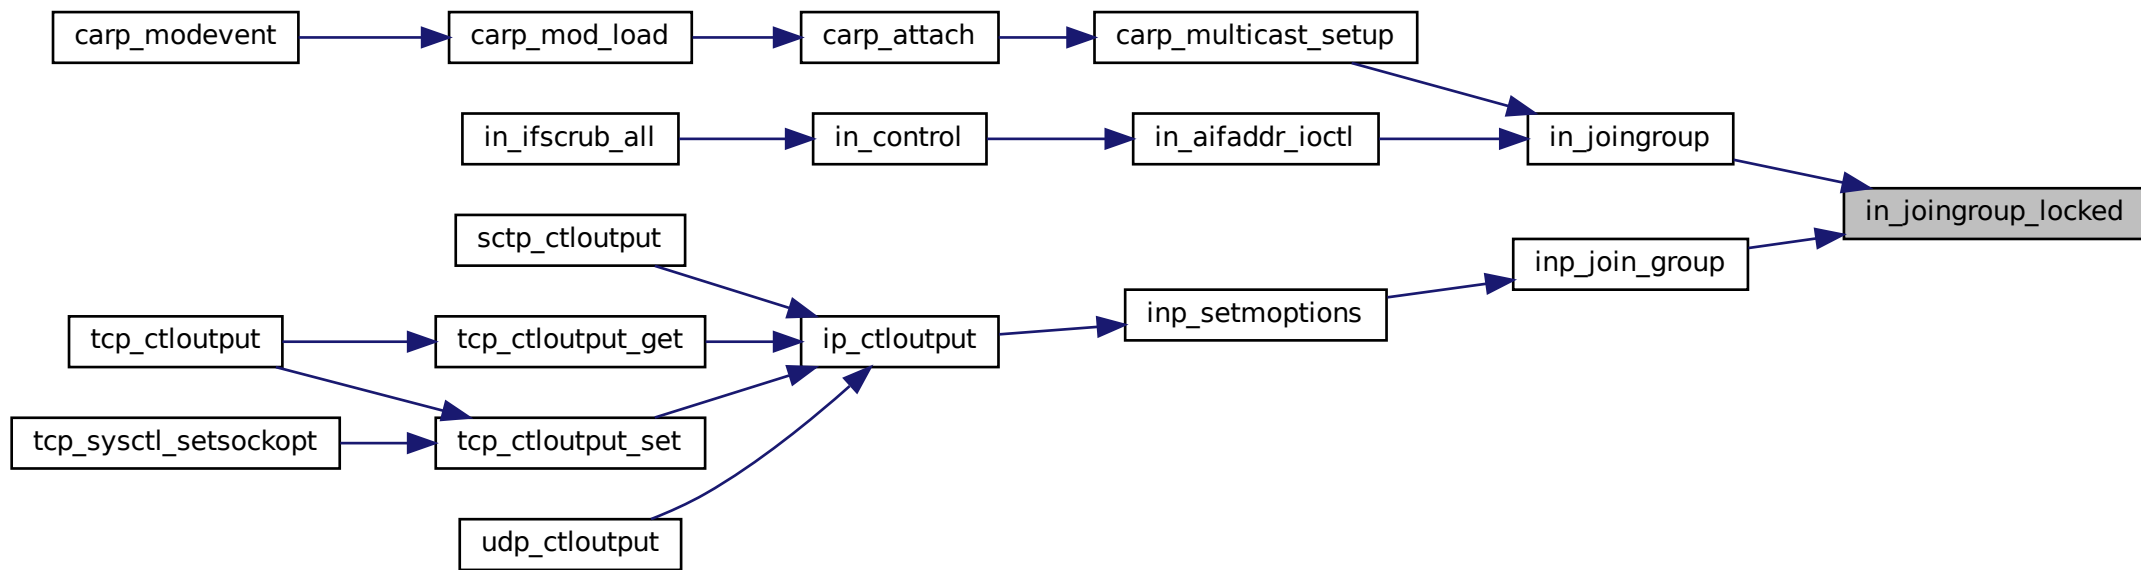 carp_modevent
carp_mod_load
carp_attach
carp_multicast_setup
in_ifscrub_all
in_control
in_aifaddr_ioctl
in_joingroup
in_joingroup_locked
sctp_ctloutput
inp_join_group
inp_setmoptions
tcp_ctloutput
tcp_ctloutput_get
ip_ctloutput
tcp_sysctl_setsockopt
tcp_ctloutput_set
udp_ctloutput